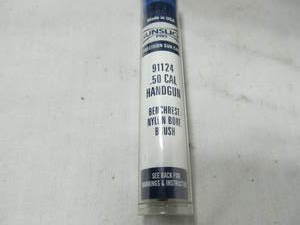 Made in USA
GUNSLICK
91124
.50 CAL
HANDGUN
BENCHREST
NYLON BORE
BRUSH
SEE BACK FOR
WARNINGS & INSTRUCTIONS